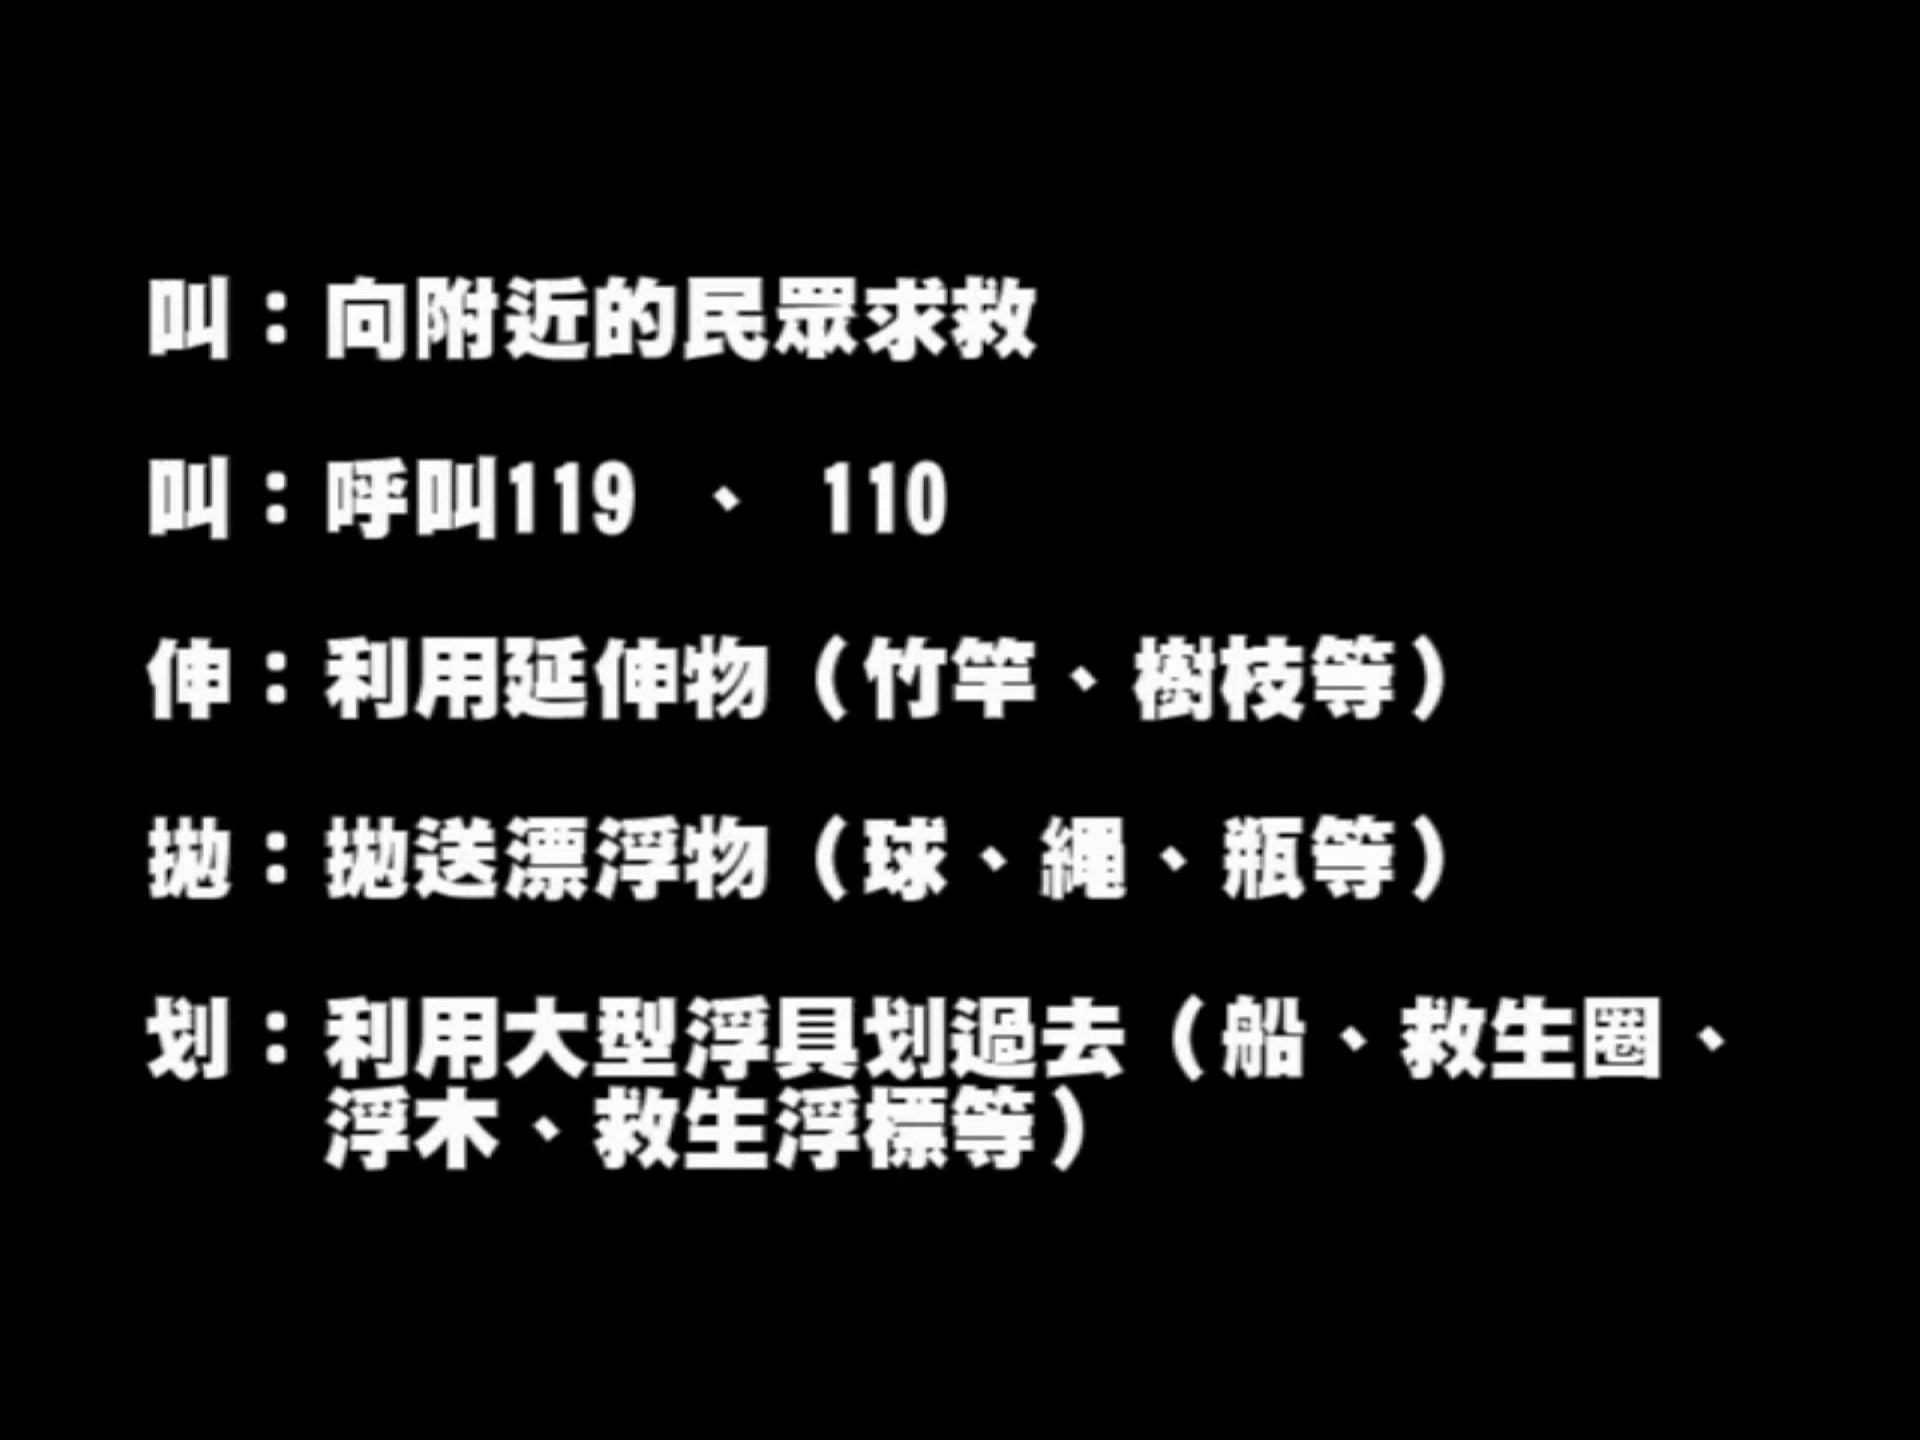 叫：向附近的民眾求救
叫：呼叫119 、 110
伸：利用延伸物（竹竿、樹枝等）
拋：拋送漂浮物（球、繩、瓶等）
划：利用大型浮具划過去（船、救生圈、
浮木、救生浮標等）